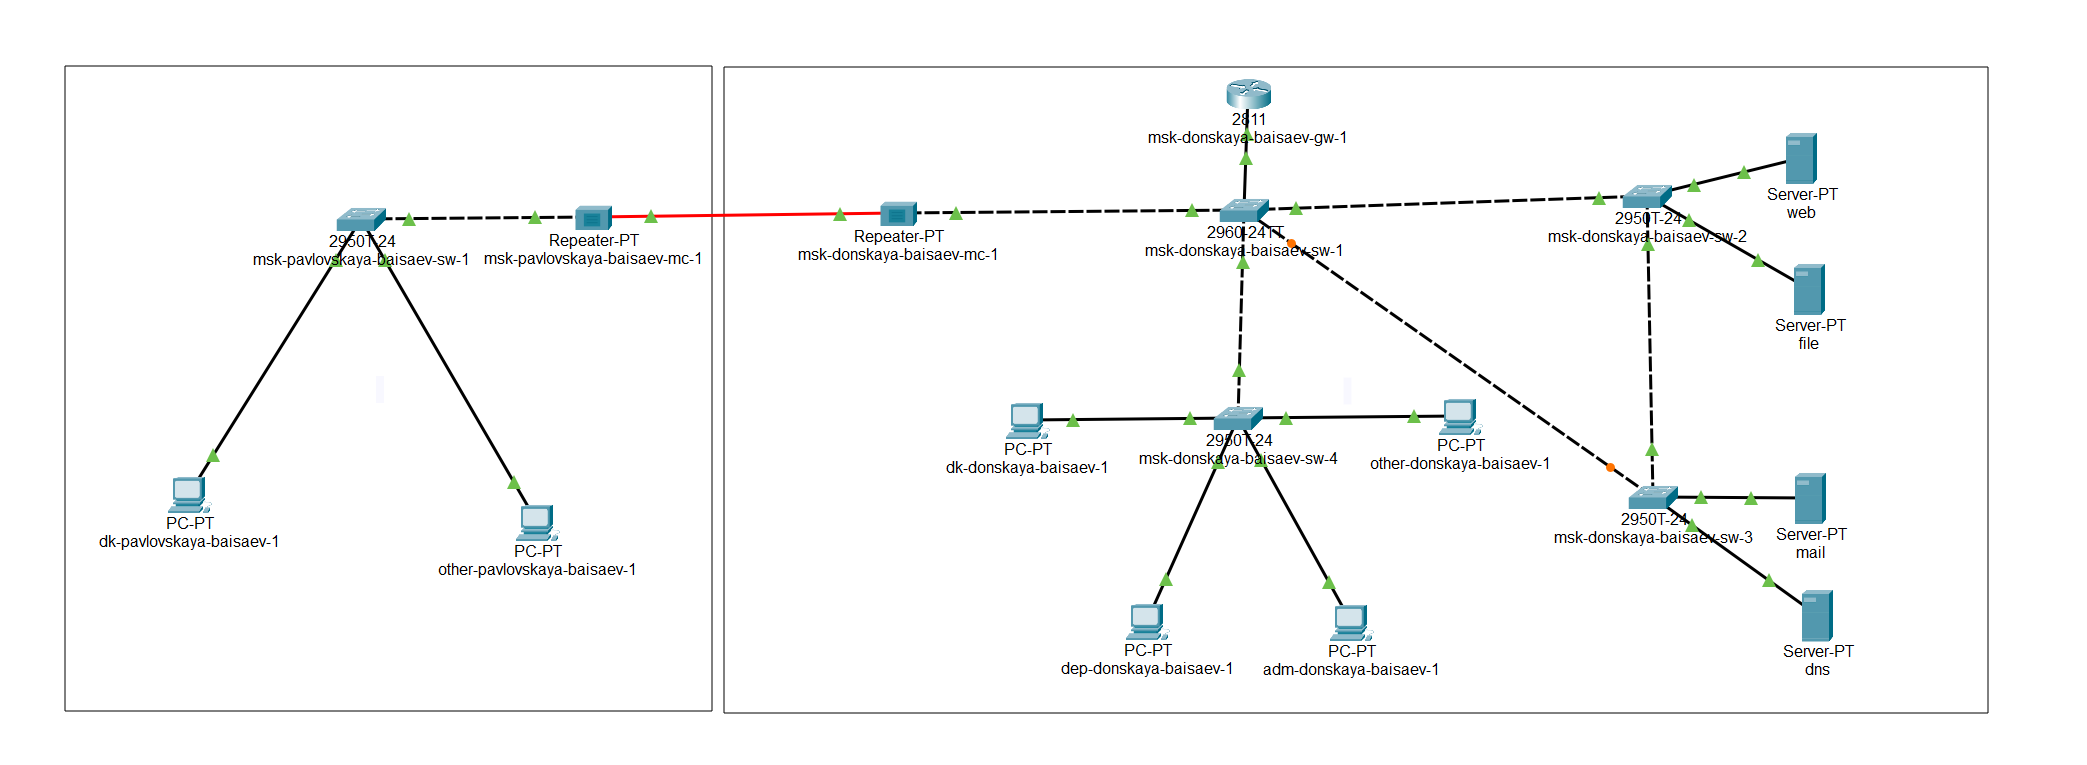 2811
msk-donskaya-baisaev-gw-1
Server-PT
web
2950T-24
msk-pavlovskaya-baisaev-sw-1
Repeater-PT
msk-pavlovskaya-baisaev-mc-1
Repeater-PT
msk-donskaya-baisaev-mc-1
2960-24TT
msk-donskaya-baisaev-sw-1
2950T-24
msk-donskaya-baisaev-sw-2
Server-PT
file
PC-PT
dk-donskaya-baisaev-1
2950T-24
msk-donskaya-baisaev-sw-4
PC-PT
other-donskaya-baisaev-1
PC-PT
dk-pavlovskaya-baisaev-1
PC-PT
other-pavlovskaya-baisaev-1
2950T-24
msk-donskaya-baisaev-sw-3
Server-PT
mail
PC-PT
dep-donskaya-baisaev-1
PC-PT
adm-donskaya-baisaev-1
Server-PT
dns